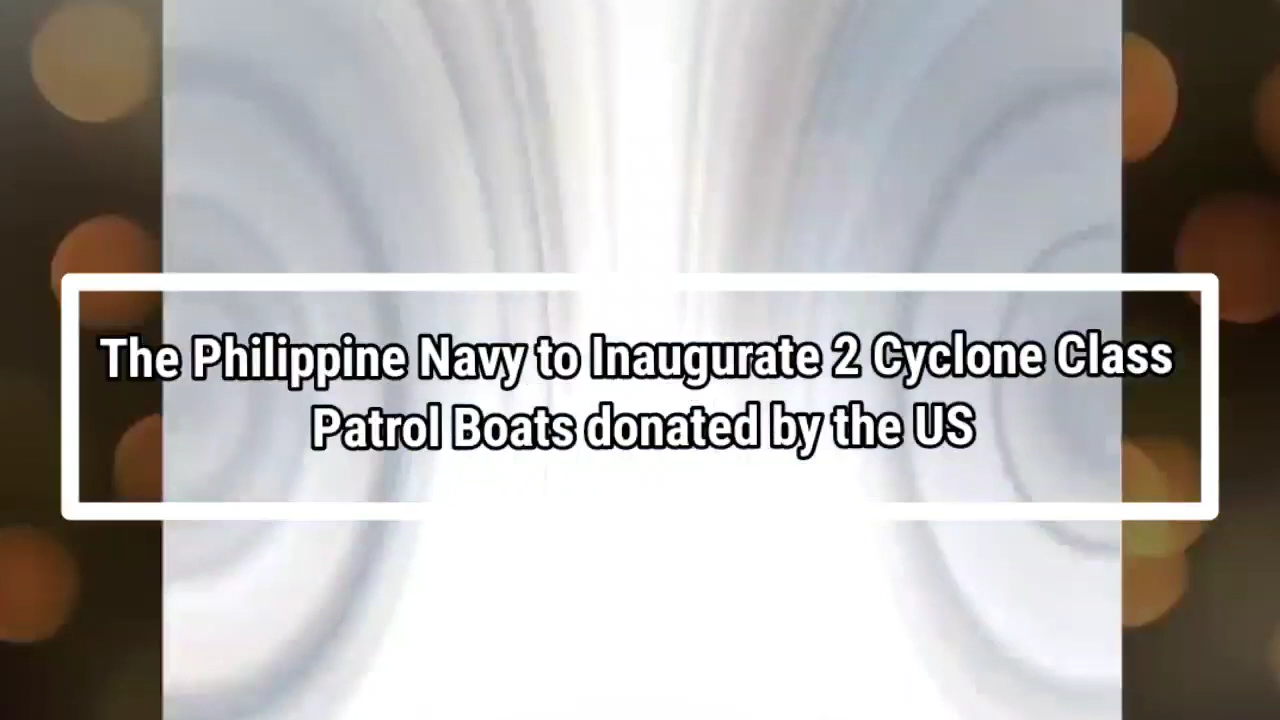 The Philippine Navy to Inaugurate 2 Cyclone Class
Patrol Boats donated by the US